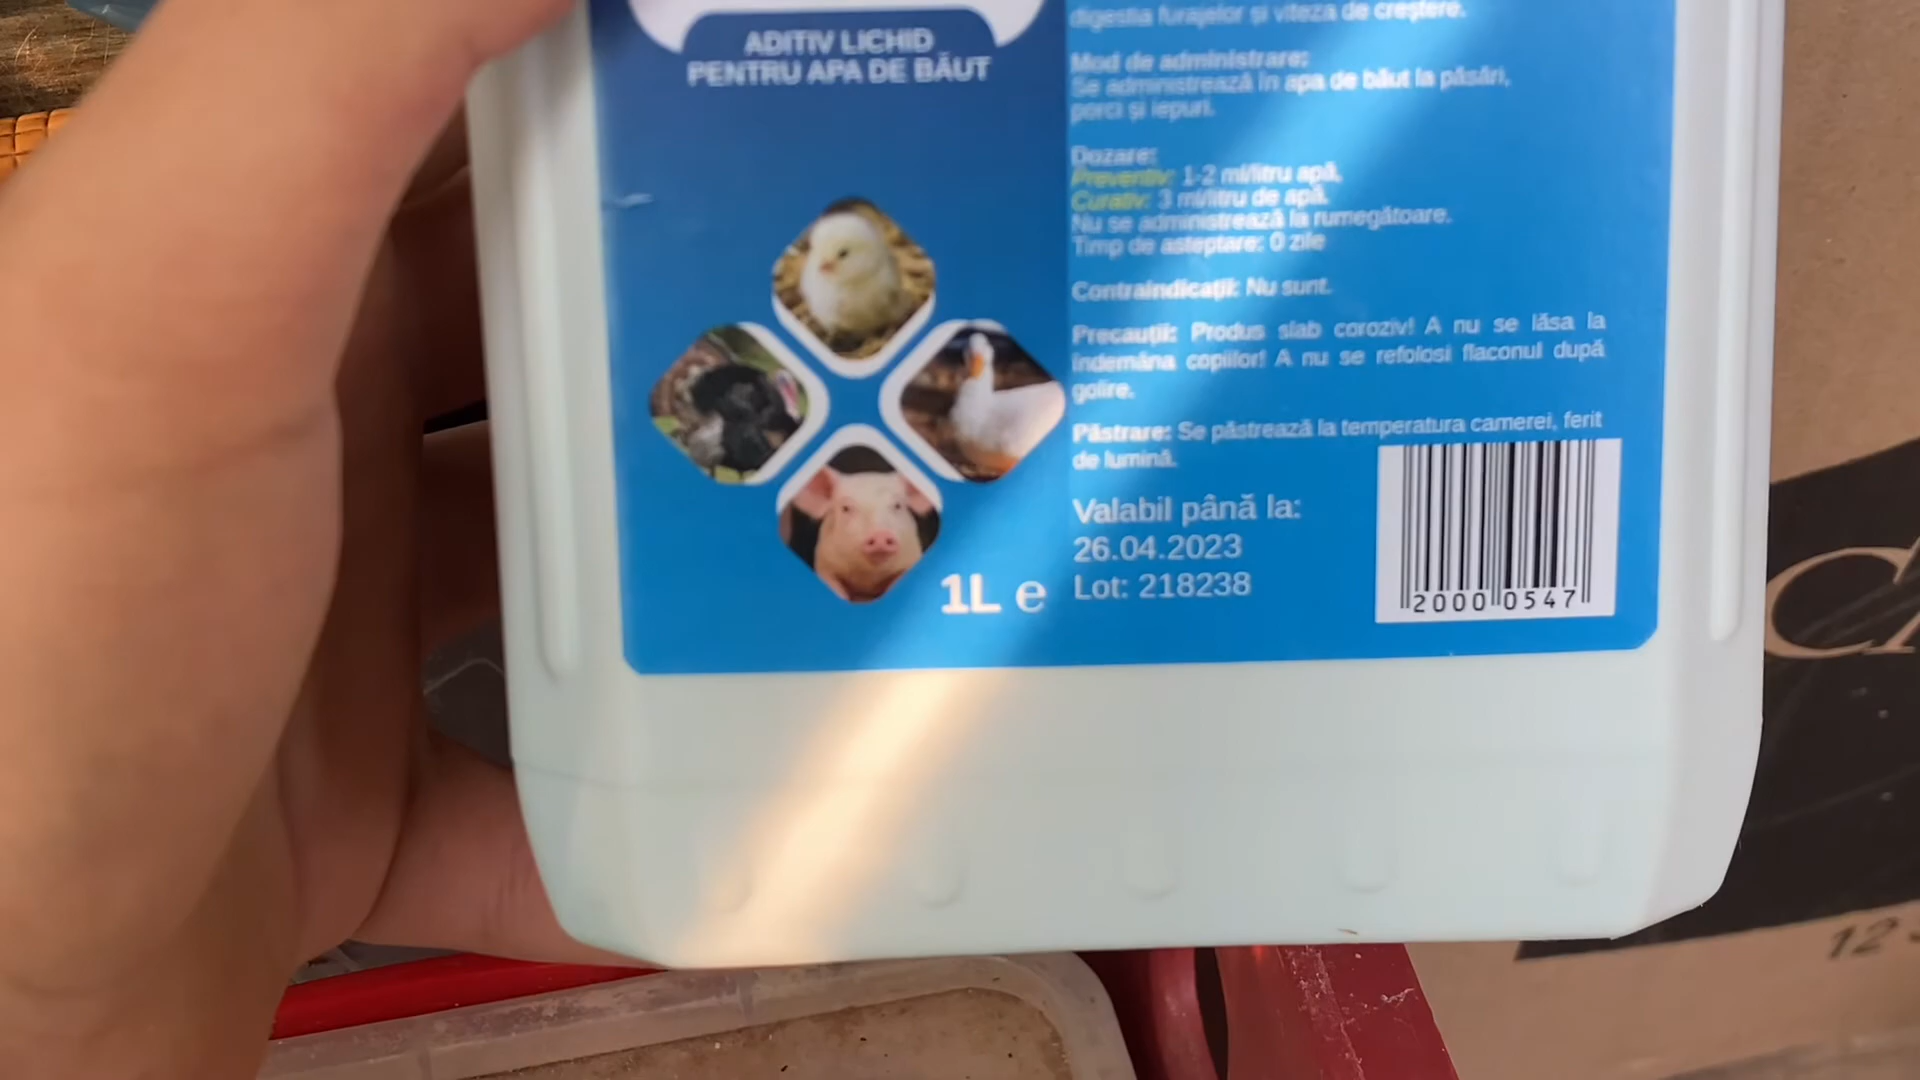 ADITIV LICHID
PENTRU APA DE BĂUT
1L e
digestia furajelor și viteza de creștere.
Mod de administrare:
Se administrează în apa de băut la păsări,
porci și iepuri.
Dozare:
Preventiv: 1-2 ml/litru apă,
Curativ: 3 ml/litru de apă.
Nu se administrează la rumegătoare.
Timp de asteptare: 0 zile
Contraindicații: Nu sunt.
Precauții: Produs slab coroziv! A nu se lăsa la
îndemâna copiilor! A nu se refolosi flaconul după
golire.
Păstrare: Se păstrează la temperatura camerei, ferit
de lumină.
Valabil până la:
26.04.2023
Lot: 218238
2000 0547
12